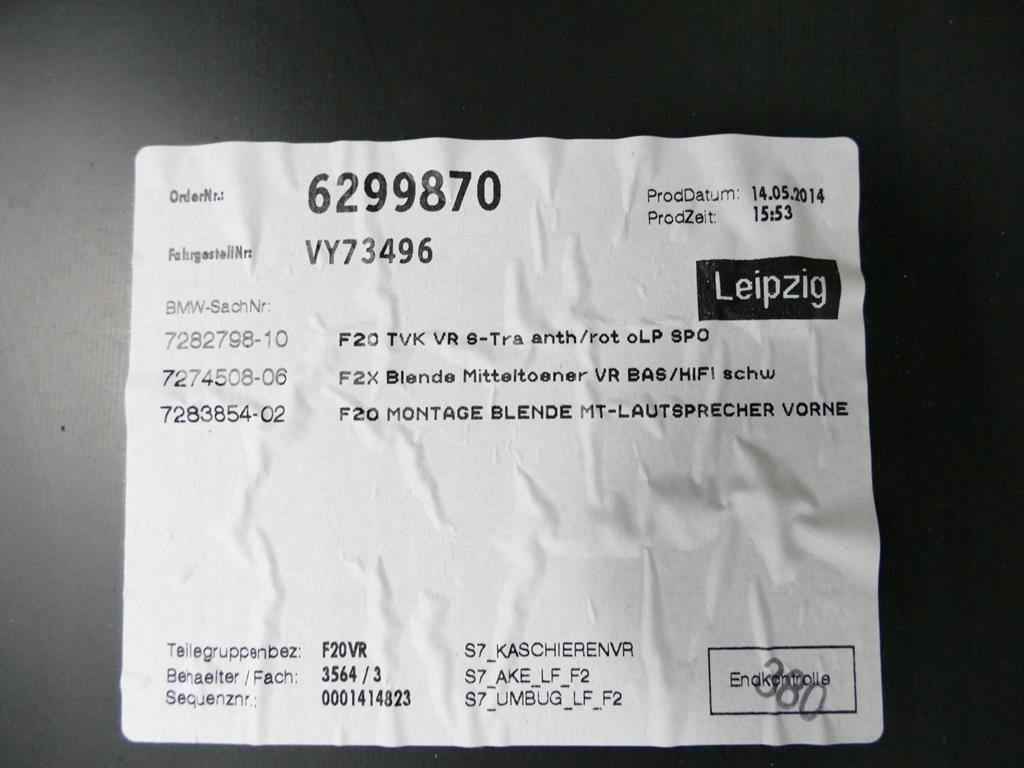 OrderNr.: 6299870 ProdDatum: 14.05.2014
ProdZeit: 15:53
FahrgestellNr: VY73496
Leipzig
BMW-SachNr:
7282798-10 F20 TVK VR S-Tra anth/rot oLP SPO
7274508-06 F2X Blende Mitteltoener VR BAS/HIFI schw
7283854-02 F20 MONTAGE BLENDE MT-LAUTSPRECHER VORNE
Teilegruppenbez: F20VR S7_KASCHIERENVR
Behaelter/Fach: 3564/3 S7_AKE_LF_F2
Sequenznr.: 0001414823 S7_UMBUG_LF_F2
Endkontrolle
380